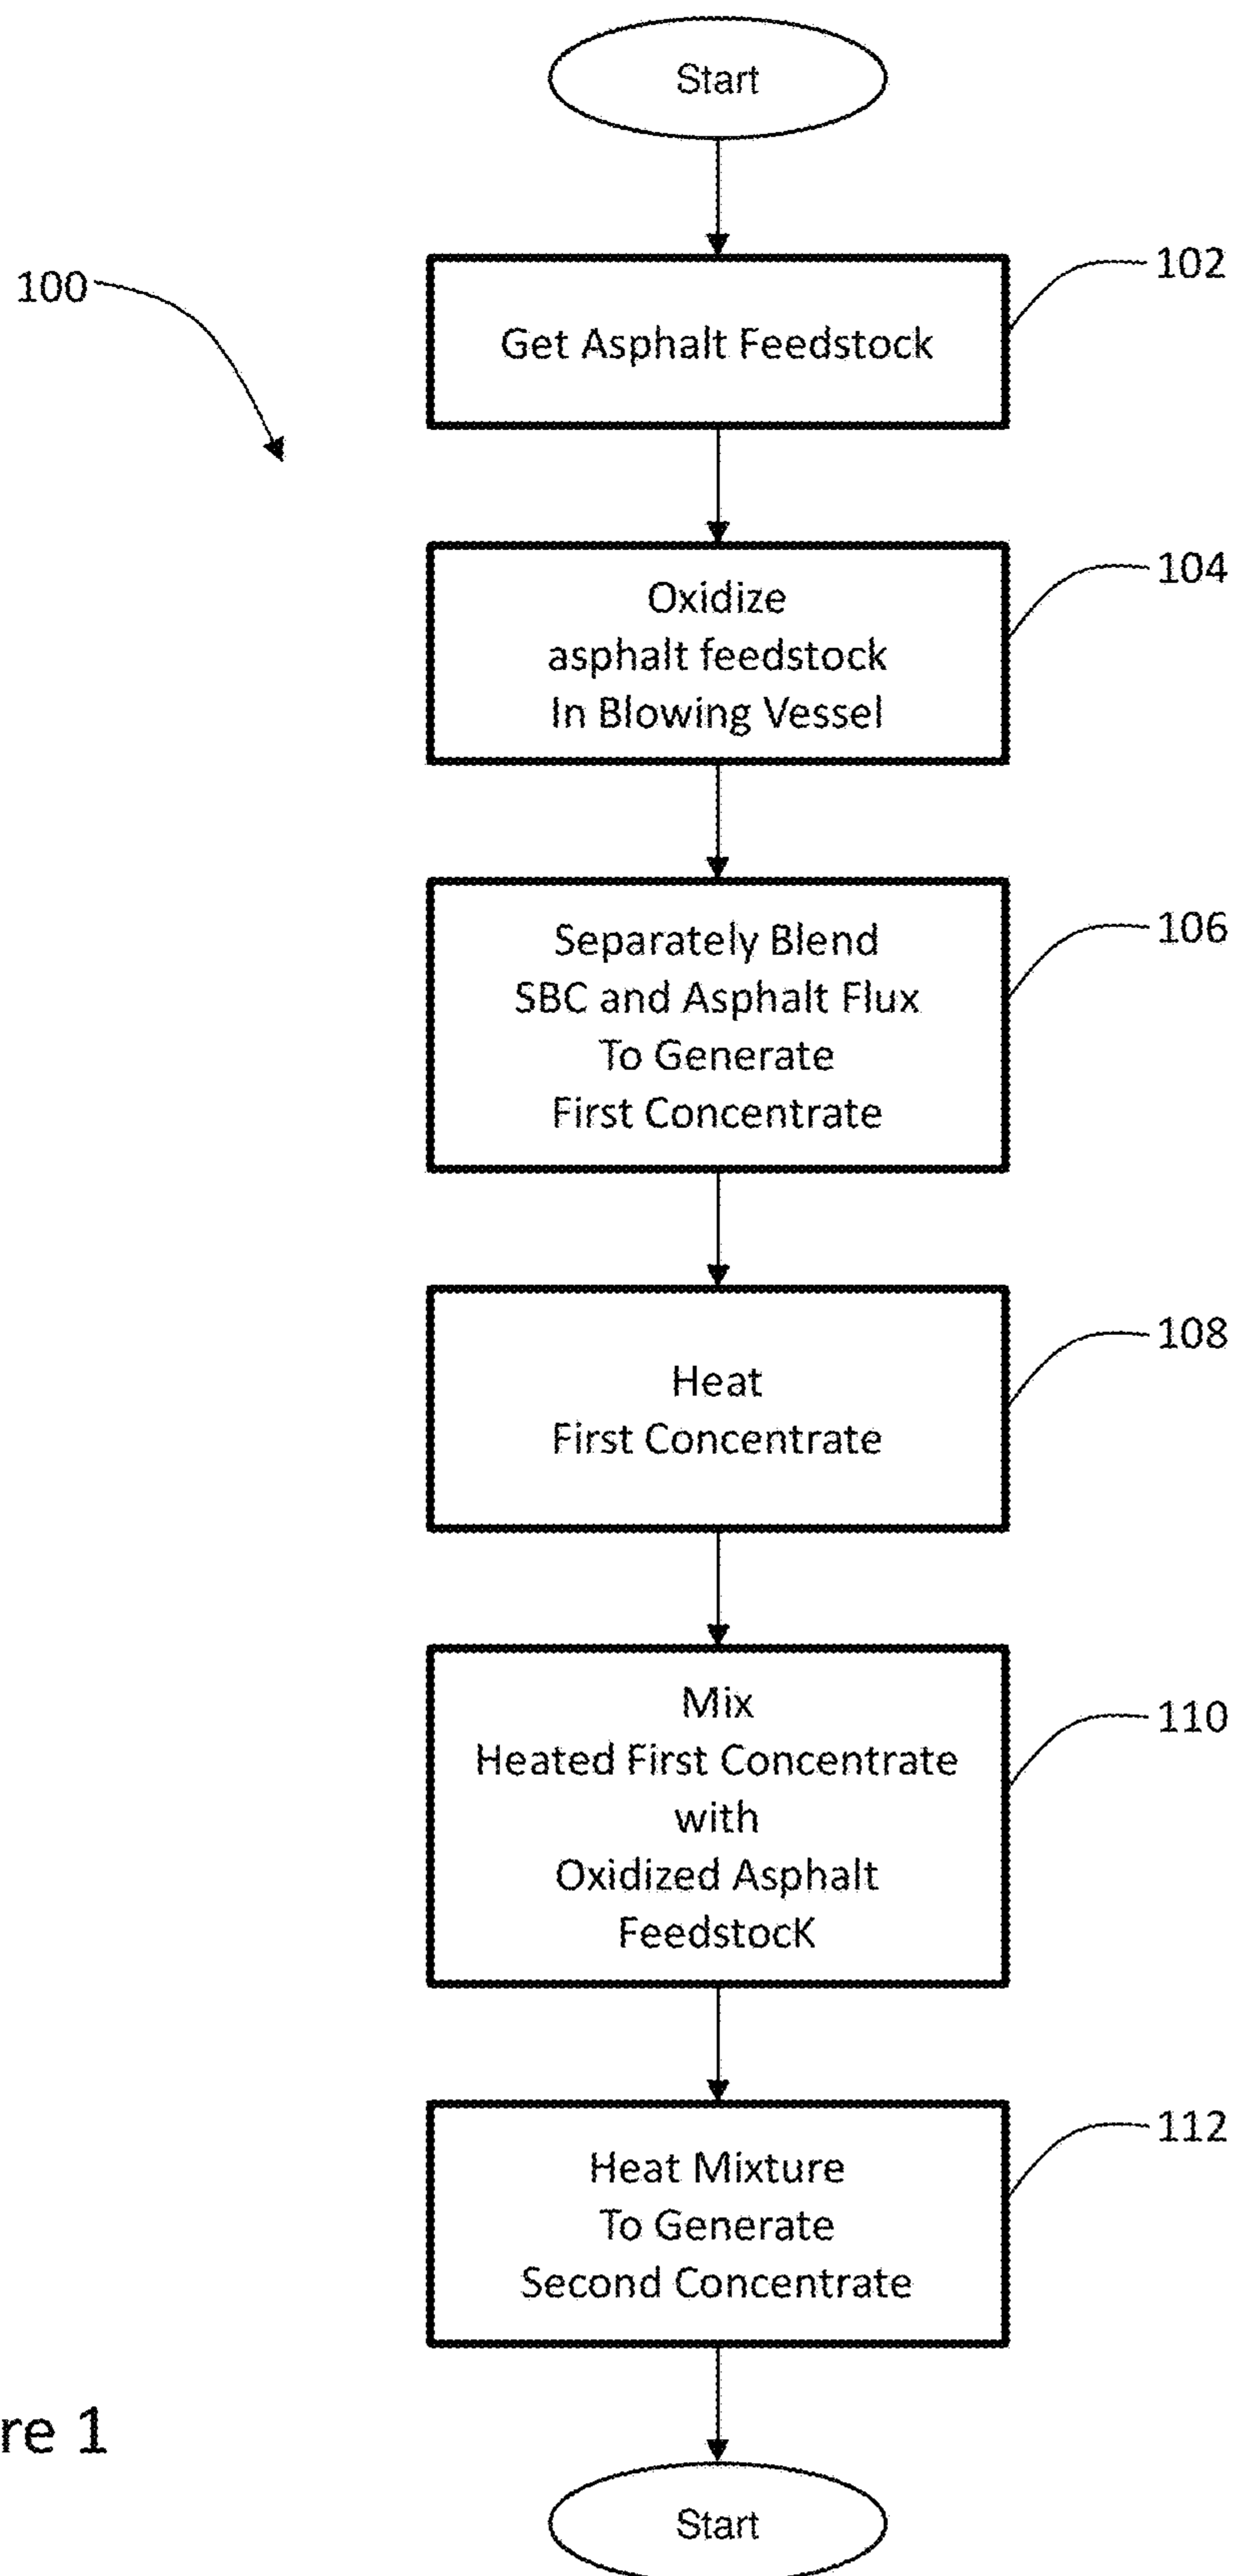 Start
100
102
Get Asphalt Feedstock
104
Oxidize
asphalt feedstock
In Blowing Vessel
106
Separately Blend
SBC and Asphalt Flux
To Generate
First Concentrate
108
Heat
First Concentrate
110
Mix
Heated First Concentrate
with
Oxidized Asphalt
FeedstocK
112
Heat Mixture
To Generate
Second Concentrate
re 1
Start